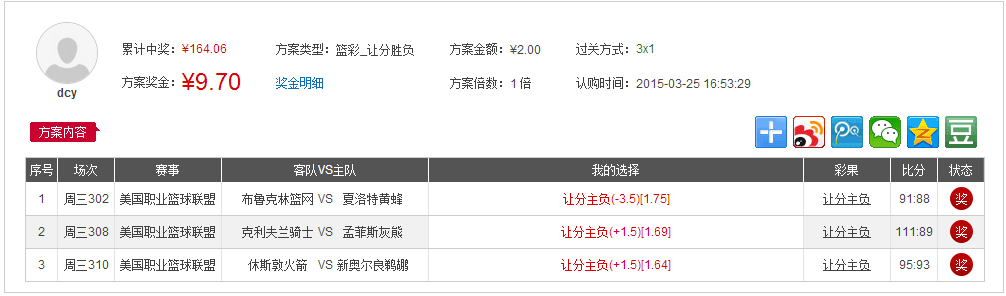 累计中奖：¥164.06 方案类型：篮彩_让分胜负 方案金额：¥2.00 过关方式：3x1
方案奖金：¥9.70 奖金明细 方案倍数：1 倍 认购时间：2015-03-25 16:53:29
dcy
方案内容
豆
序号 场次 赛事 客队VS主队 我的选择 彩果 比分 状态
1 周三302 美国职业篮球联盟 布鲁克林篮网 VS 夏洛特黄蜂 让分主负(-3.5)[1.75] 让分主负 91:88 奖
2 周三308 美国职业篮球联盟 克利夫兰骑士 VS 孟菲斯灰熊 让分主负(+1.5)[1.69] 让分主负 111:89 奖
3 周三310 美国职业篮球联盟 休斯敦火箭 VS 新奥尔良鹈鹕 让分主负(+1.5)[1.64] 让分主负 95:93 奖